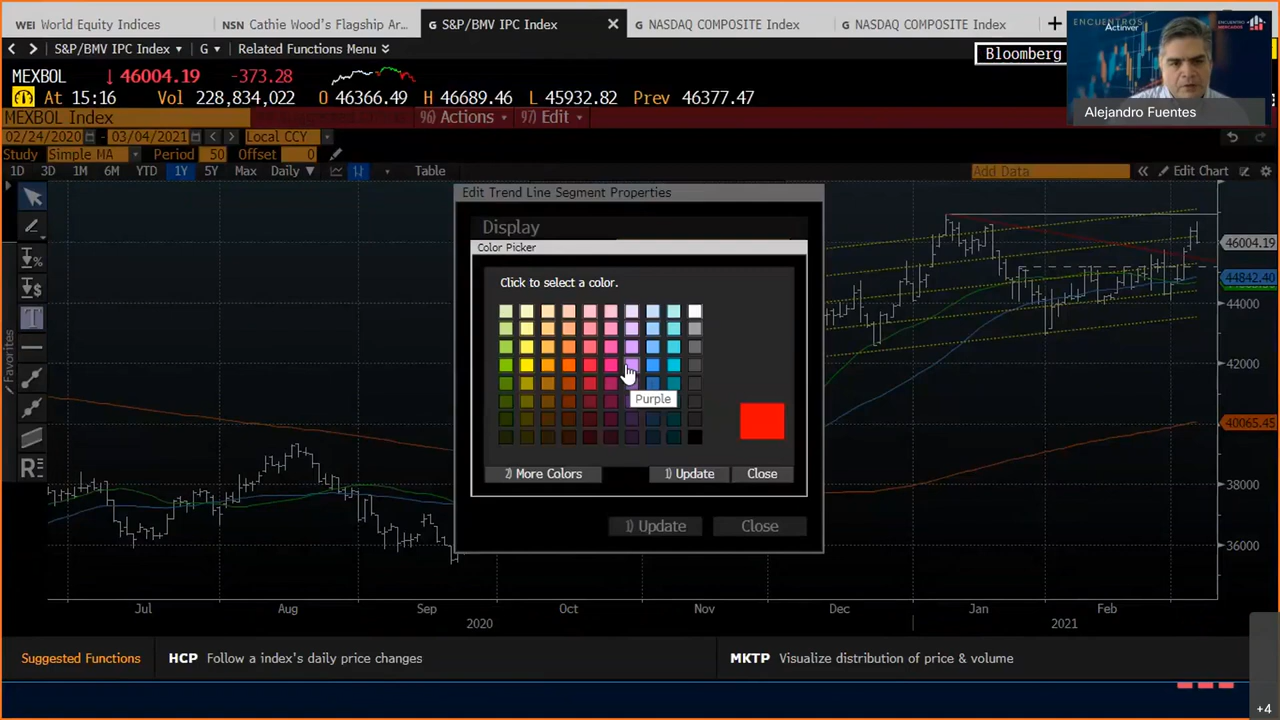 WEI World Equity Indices
NSN Cathie Wood's Flagship Ar...
G S&P/BMV IPC Index
G NASDAQ COMPOSITE Index
G NASDAQ COMPOSITE Index
S&P/BMV IPC Index
G
Related Functions Menu
Bloomberg
ENCUENTROS
Actinver
Alejandro Fuentes
MEXBOL
46004.19
-373.28
At 15:16 Vol 228,834,022 O 46366.49 H 46689.46 L 45932.82 Prev 46377.47
MEXBOL Index
96) Actions
97) Edit
02/24/2020 - 03/04/2021
Local CCY
Study Simple MA Period 50 Offset 0
1D 3D 1M 6M YTD 1Y 5Y Max Daily
Table
Add Data
Edit Chart
Favorites
Edit Trend Line Segment Properties
Display
Color Picker
Click to select a color.
Purple
2) More Colors
1) Update
Close
1) Update
Close
46004.19
44842.40
44000
42000
40065.45
38000
36000
Jul Aug Sep Oct Nov Dec Jan Feb
2020
2021
Suggested Functions
HCP Follow a index's daily price changes
MKTP Visualize distribution of price & volume
+4